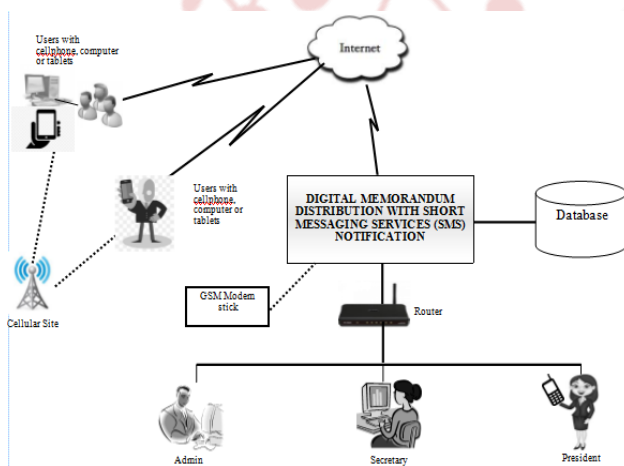 Users with
cellphone, computer
or tablets
Internet
Users with
cellphone,
computer or
tablets
DIGITAL MEMORANDUM
DISTRIBUTION WITH SHORT
MESSAGING SERVICES (SMS)
NOTIFICATION
Database
GSM Modem
stick
Router
Cellular Site
Admin
Secretary
President